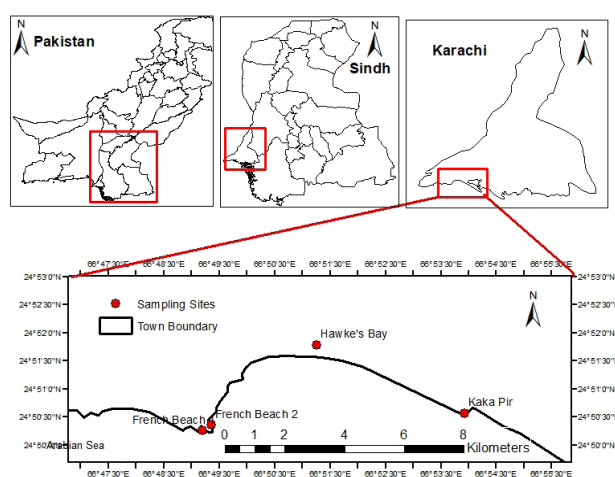 N
Pakistan
N
Sindh
N
Karachi
66°47'30"E 66°48'30"E 66°49'30"E 66°50'30"E 66°51'30"E 66°52'30"E 66°53'30"E 66°54'30"E 66°55'30"E
24°53'0"N 24°53'0"N
24°52'30"N 24°52'30"N
24°52'0"N 24°52'0"N
24°51'30"N 24°51'30"N
24°51'0"N 24°51'0"N
24°50'30"N 24°50'30"N
24°50'0"N 24°50'0"N
Sampling Sites
Town Boundary
N
Hawke's Bay
Kaka Pir
French Beach
French Beach 2
Arabian Sea
0 1 2 4 6 8
Kilometers
66°47'30"E 66°48'30"E 66°49'30"E 66°50'30"E 66°51'30"E 66°52'30"E 66°53'30"E 66°54'30"E 66°55'30"E